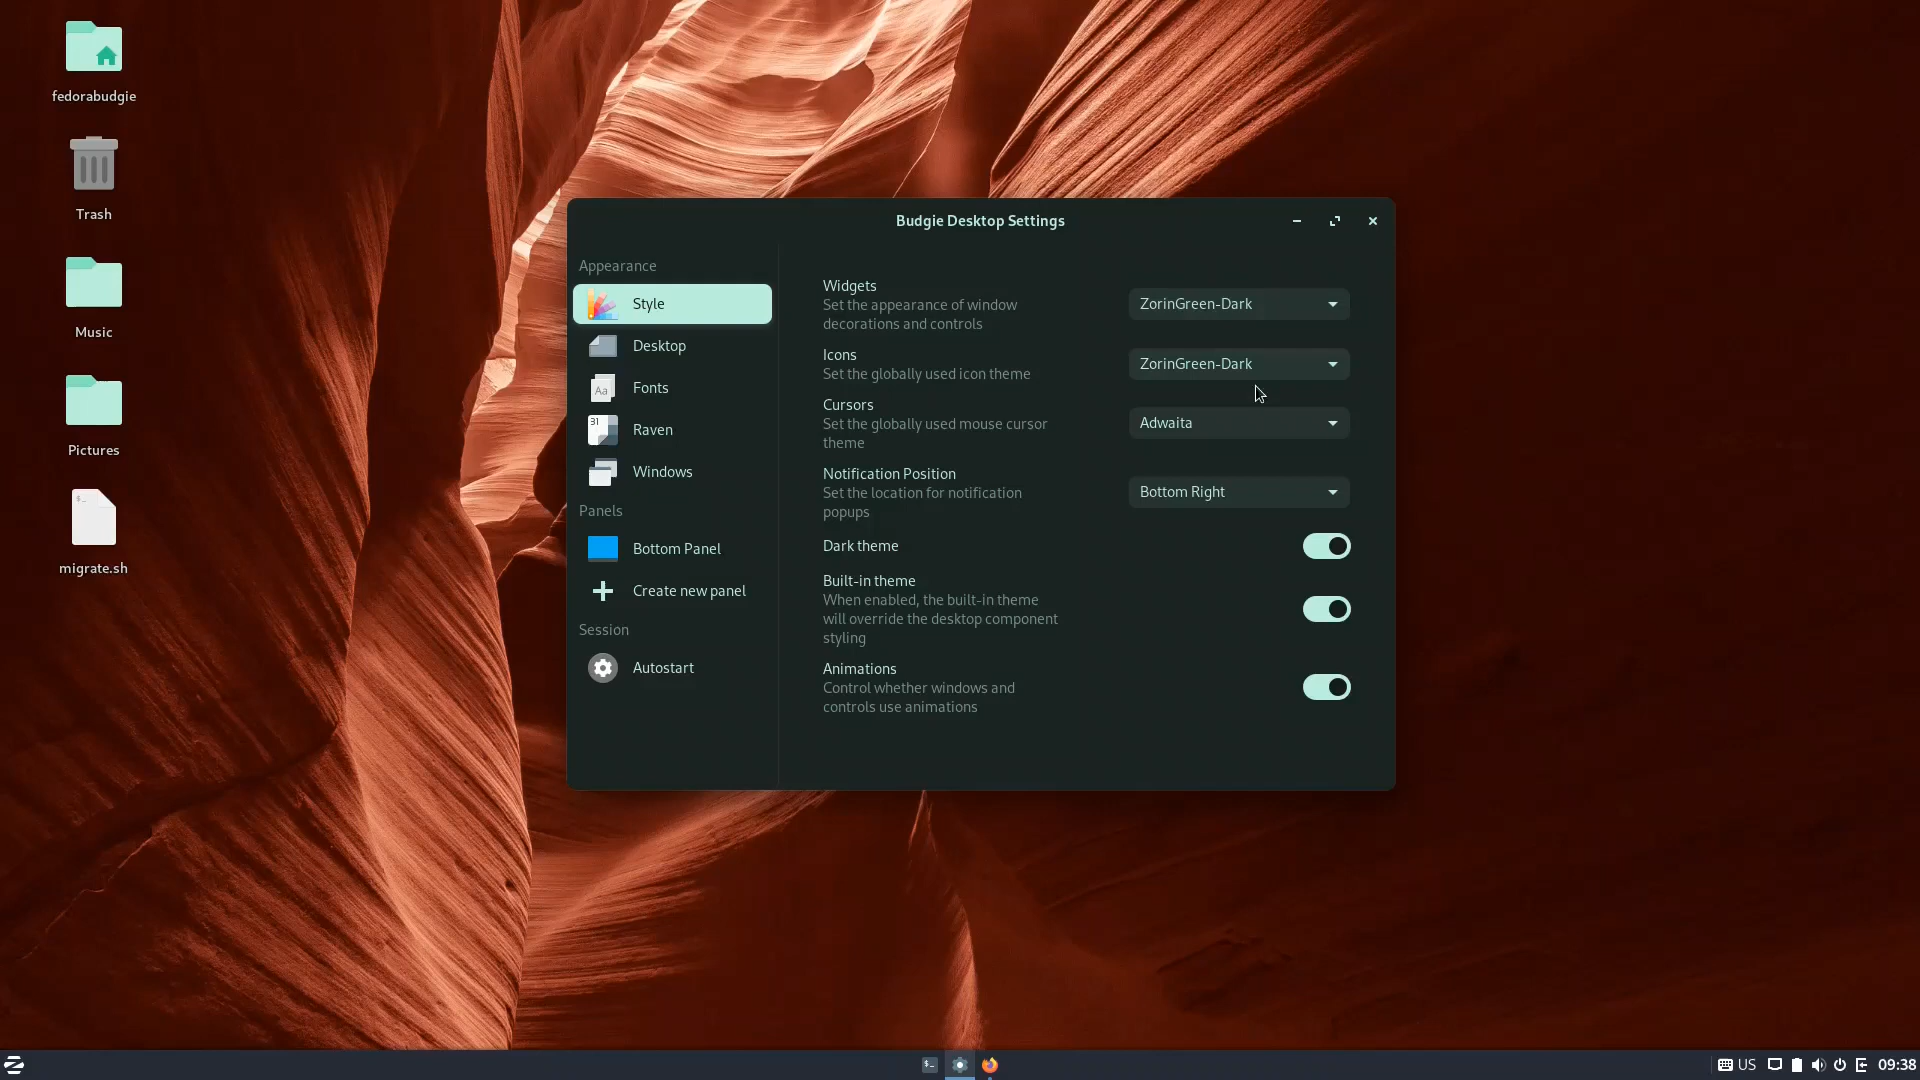 fedorabudgie
Trash
Music
Pictures
$_
migrate.sh
Budgie Desktop Settings
Appearance
Style
Desktop
Aa
Fonts
31
Raven
Windows
Panels
Bottom Panel
Create new panel
Session
Autostart
Widgets
Set the appearance of window
decorations and controls
ZorinGreen-Dark
Icons
Set the globally used icon theme
ZorinGreen-Dark
Cursors
Set the globally used mouse cursor
theme
Adwaita
Notification Position
Set the location for notification
popups
Bottom Right
Dark theme
Built-in theme
When enabled, the built-in theme
will override the desktop component
styling
Animations
Control whether windows and
controls use animations
$_
US
09:38